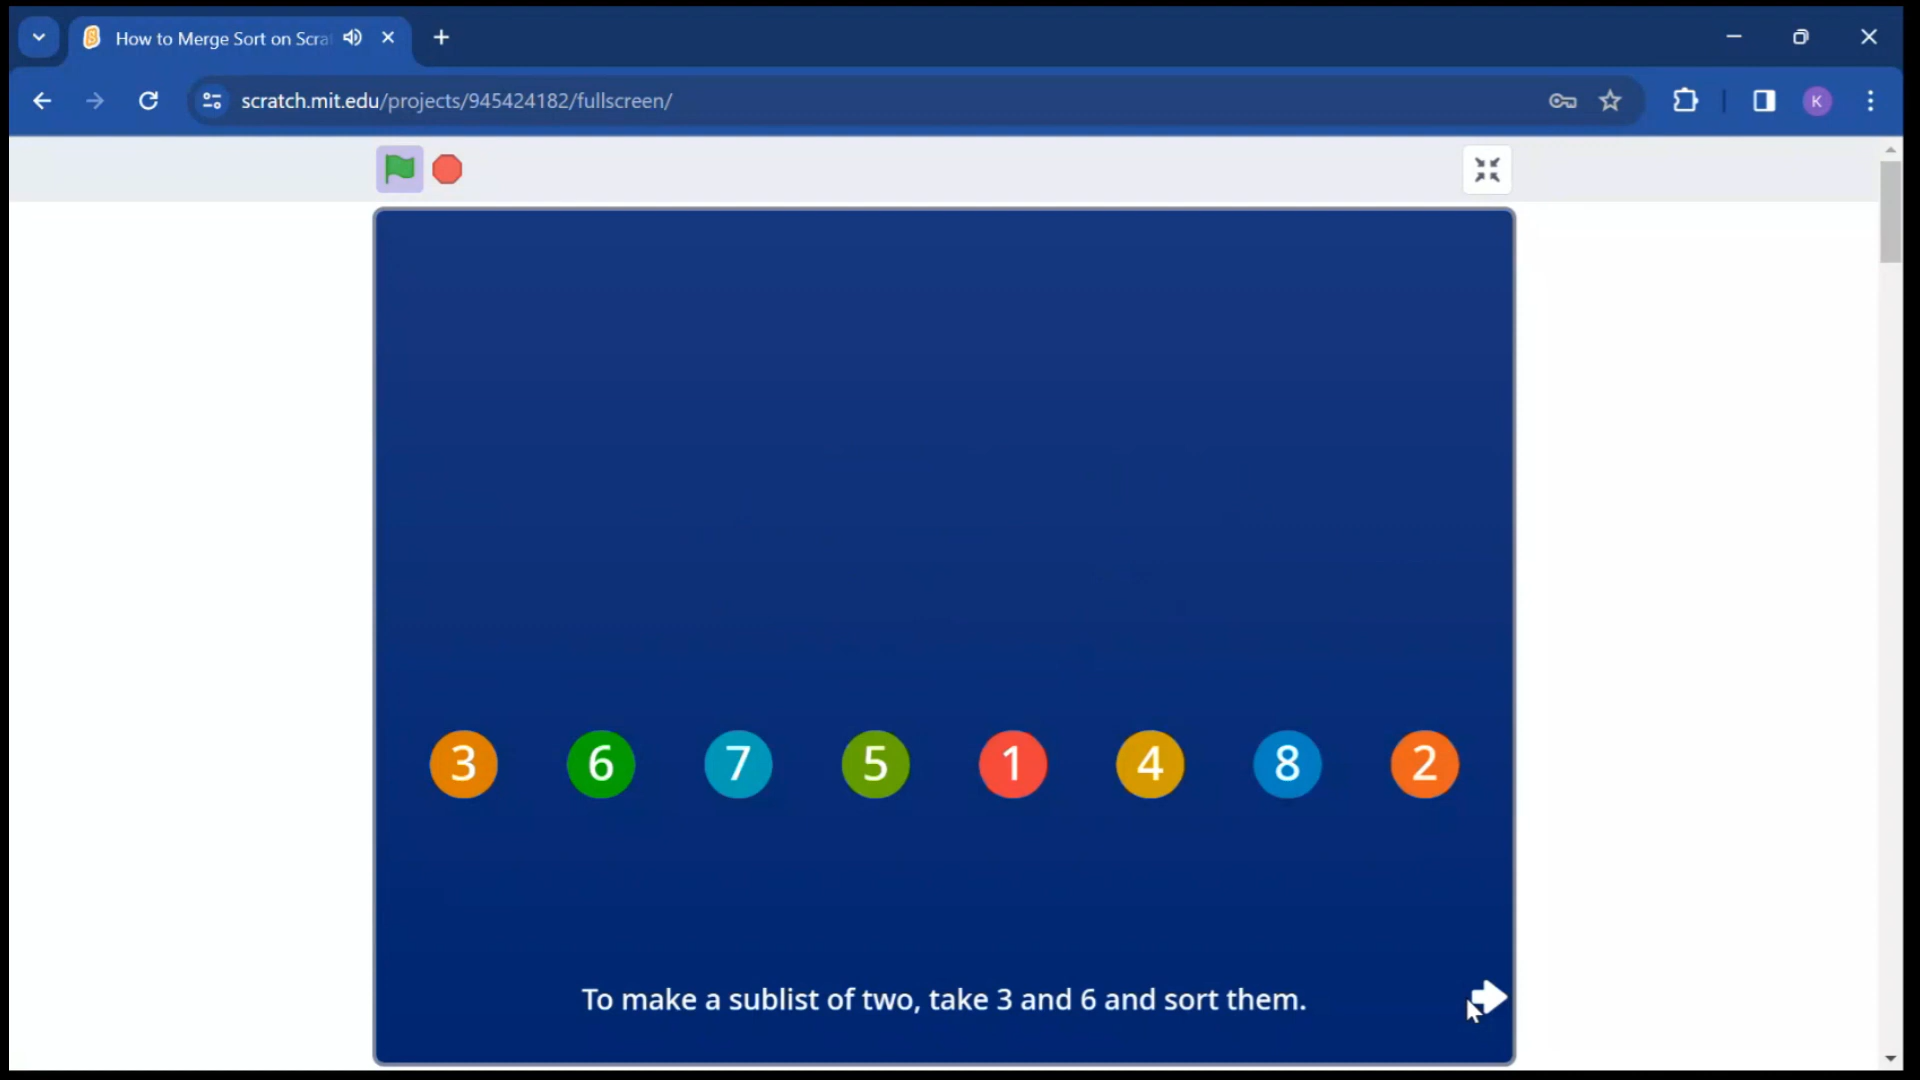 How to Merge Sort on Scra
scratch.mit.edu/projects/945424182/fullscreen/
K
3 6 7 5 1 4 8 2
To make a sublist of two, take 3 and 6 and sort them.